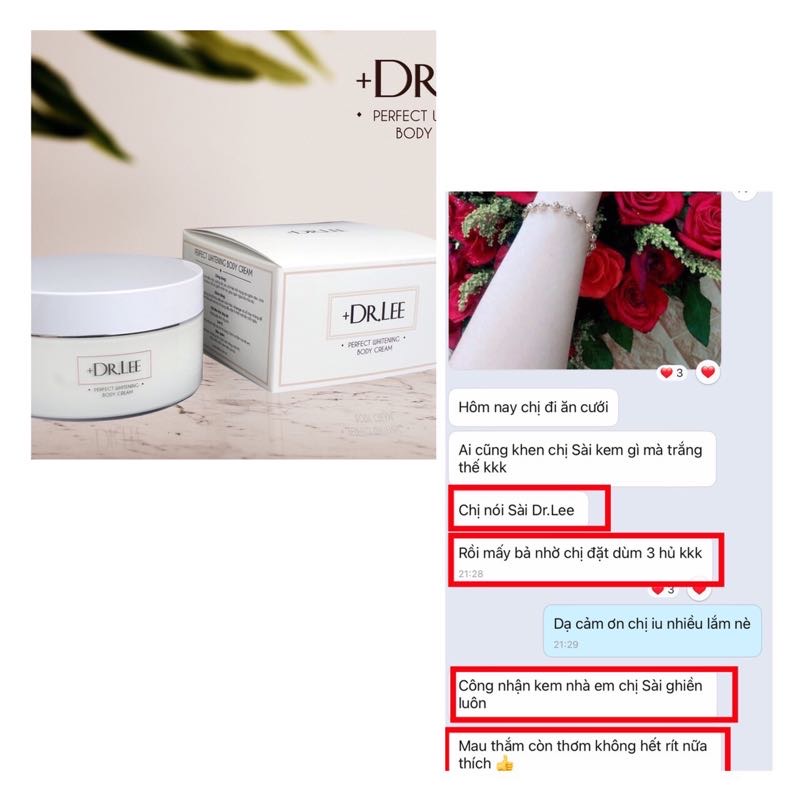 +DR.
PERFECT
BODY
PERFECT WHITENING BODY CREAM
+DR.LEE
• PERFECT WHITENING •
BODY CREAM
+DR.LEE
• PERFECT WHITENING •
BODY CREAM
3
Hôm nay chị đi ăn cưới
Ai cũng khen chị Sài kem gì mà trắng
thế kkk
Chị nói Sài Dr.Lee
Rồi mấy bả nhờ chị đặt dùm 3 hủ kkk
21:28
3
Dạ cảm ơn chị iu nhiều lắm nè
21:29
Công nhận kem nhà em chị Sài ghiền
luôn
Mau thắm còn thơm không hết rít nữa
thích 👍